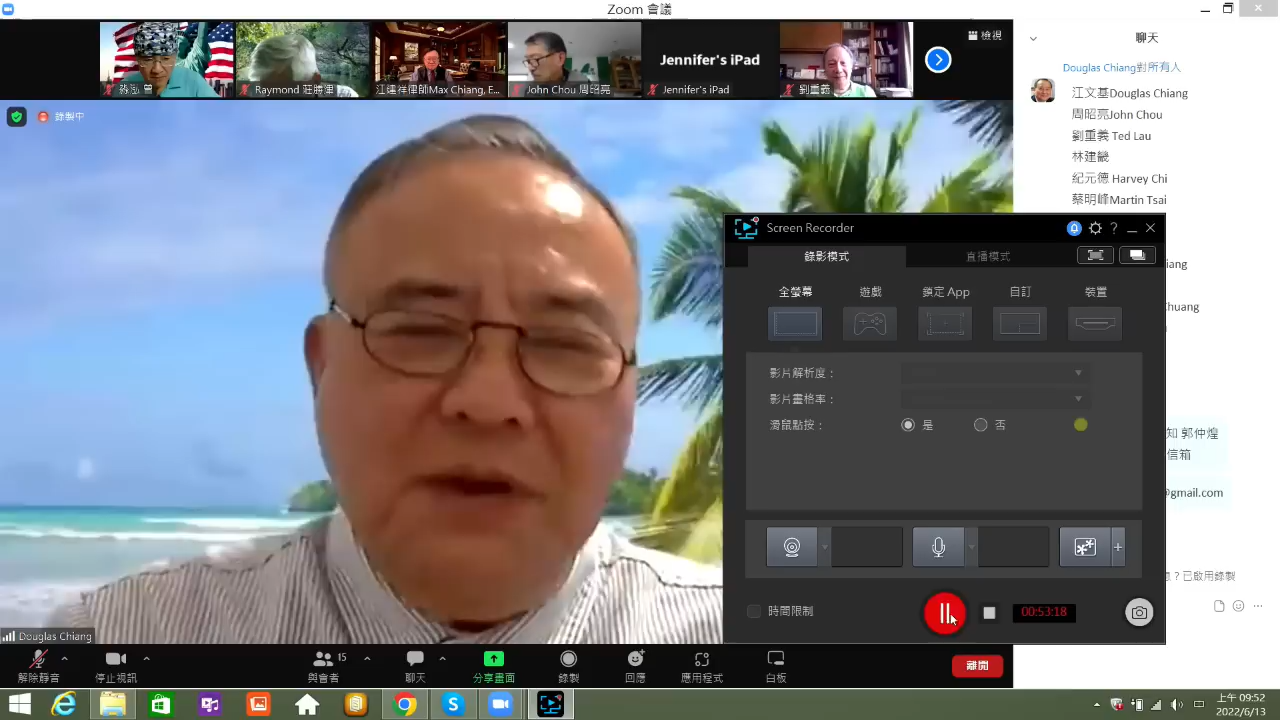 Zoom 會議
Raymond 莊勝準
江鍾祥律師Max Chiang, E...
John Chou 周昭亮
Jennifer's iPad
Jennifer's iPad
劉重義
檢視
錄製中
聊天
Douglas Chiang對所有人
江文基Douglas Chiang
周昭亮John Chou
劉重義 Ted Lau
林建畿
紀元德 Harvey Chi
蔡明峰Martin Tsai
iang
Chuang
知 郭仲煌
信箱
@gmail.com
? 已啟用錄製
Screen Recorder
錄影模式
直播模式
全螢幕
遊戲
鎖定 App
自訂
裝置
影片解析度：
影片畫格率：
滑鼠點按：
是
否
時間限制
00:53:18
Douglas Chiang
解除靜音
停止視訊
15
與會者
聊天
分享畫面
錄製
回應
應用程式
白板
離開
上午 09:52
2022/6/13